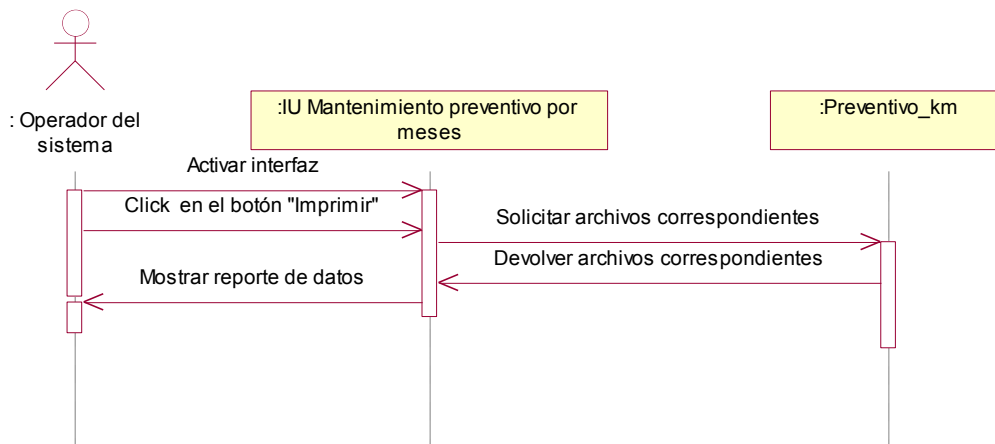 : Operador del
sistema
:IU Mantenimiento preventivo por
meses
:Preventivo_km
Activar interfaz
Click en el botón "Imprimir"
Solicitar archivos correspondientes
Devolver archivos correspondientes
Mostrar reporte de datos